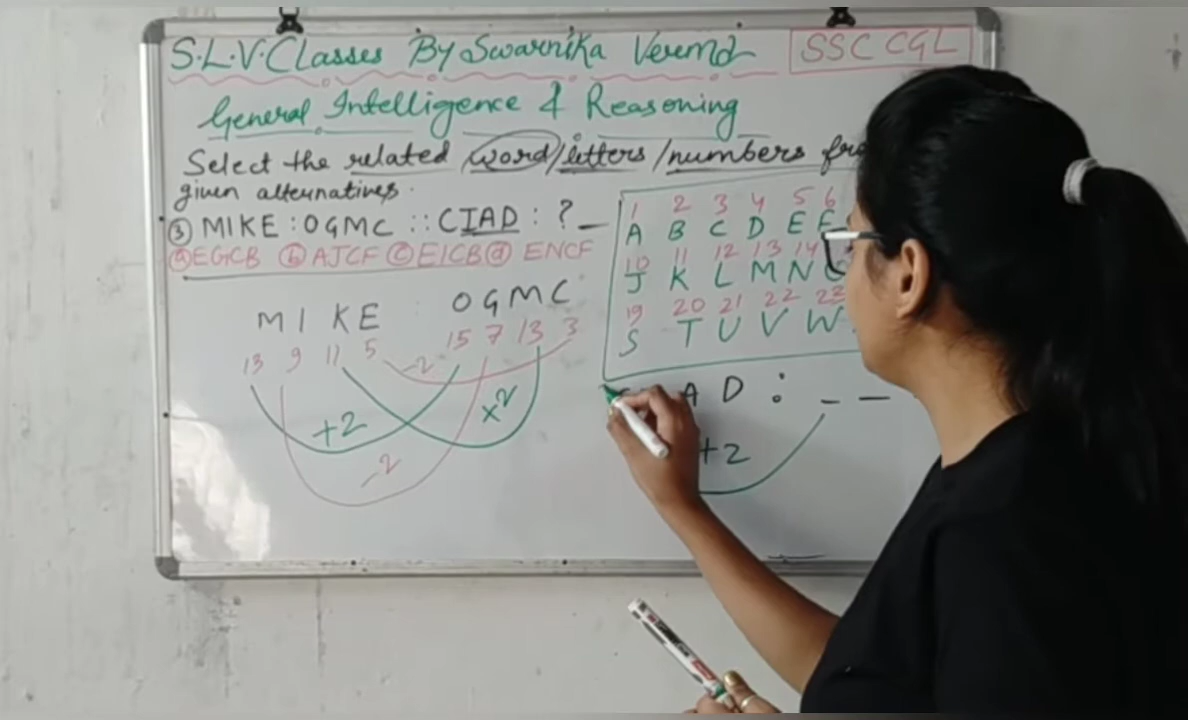 S.L.V. Classes By Swarnika Verma SSC CGL
General Intelligence & Reasoning
Select the related word/letters/numbers
given alternatives.
③ MIKE : OGMC :: CIAD : ? _
ⓐ EGCB ⓑ AJCF ⓒ EICB ⓓ ENCF
1 2 3 4 5 6
A B C D E F
10 11 12 13 14
J K L M N
19 20 21 22 23
S T U V W
M I K E : O G M C
13 9 11 5 15 7 13 3
-2
+2
×2
-2
A D : _ _
+2